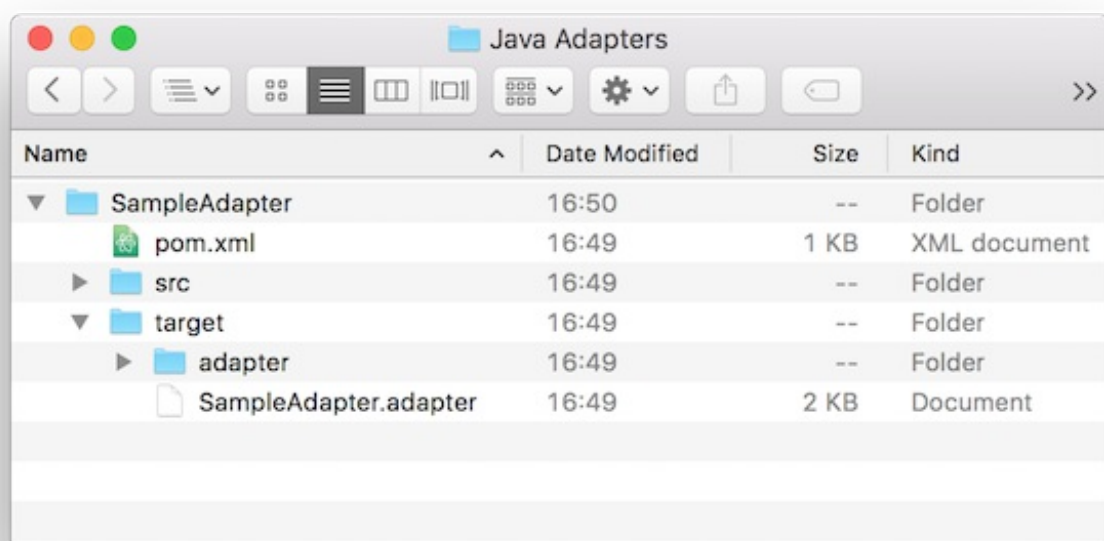 Java Adapters
Name Date Modified Size Kind
SampleAdapter 16:50 -- Folder
pom.xml 16:49 1 KB XML document
src 16:49 -- Folder
target 16:49 -- Folder
adapter 16:49 -- Folder
SampleAdapter.adapter 16:49 2 KB Document